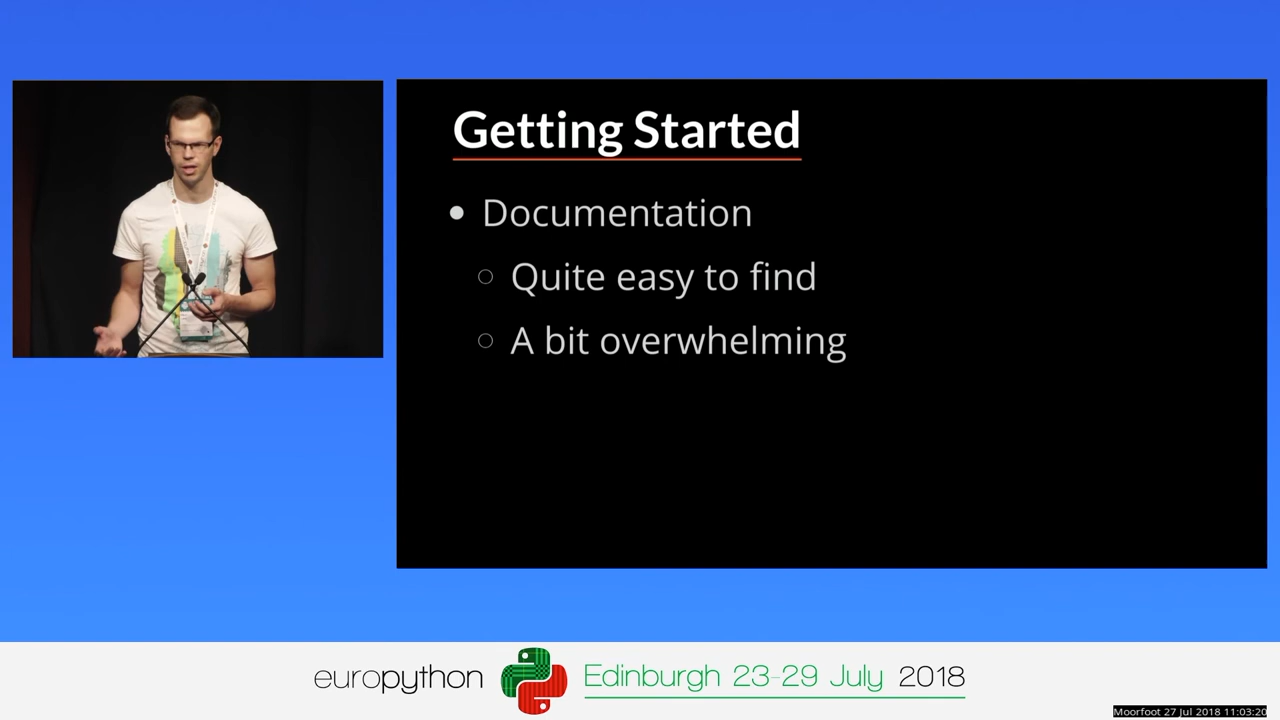 Getting Started
Documentation
Quite easy to find
A bit overwhelming
europython
Edinburgh 23-29 July 2018
Moorfoot 27 Jul 2018 11:03:20